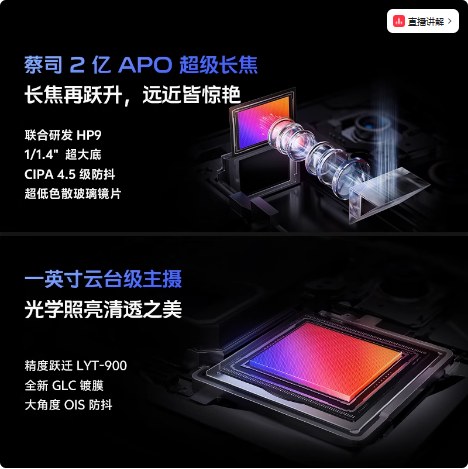 直播讲解
蔡司 2 亿 APO 超级长焦
长焦再跃升，远近皆惊艳
联合研发 HP9
1/1.4" 超大底
CIPA 4.5 级防抖
超低色散玻璃镜片
一英寸云台级主摄
光学照亮清透之美
精度跃迁 LYT-900
全新 GLC 镀膜
大角度 OIS 防抖